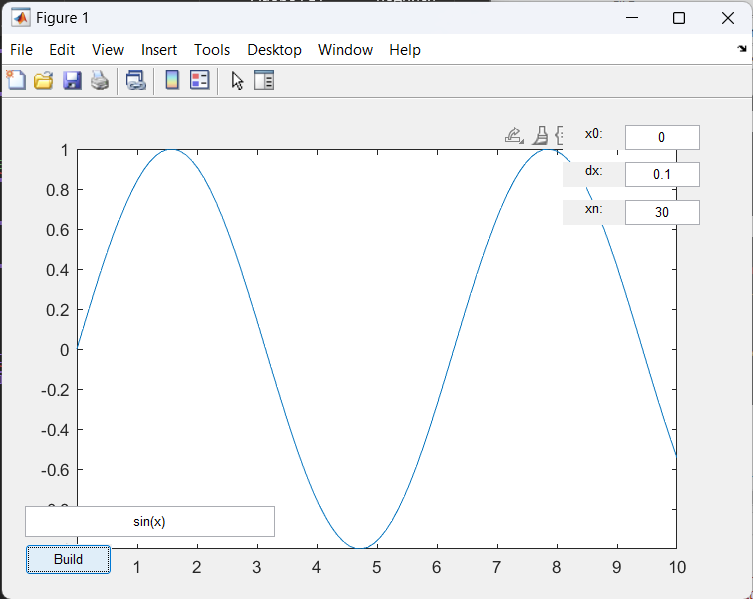 Figure 1
File Edit View Insert Tools Desktop Window Help
x0: 0
dx: 0.1
xn: 30
1
0.8
0.6
0.4
0.2
0
-0.2
-0.4
-0.6
sin(x)
Build
1 2 3 4 5 6 7 8 9 10